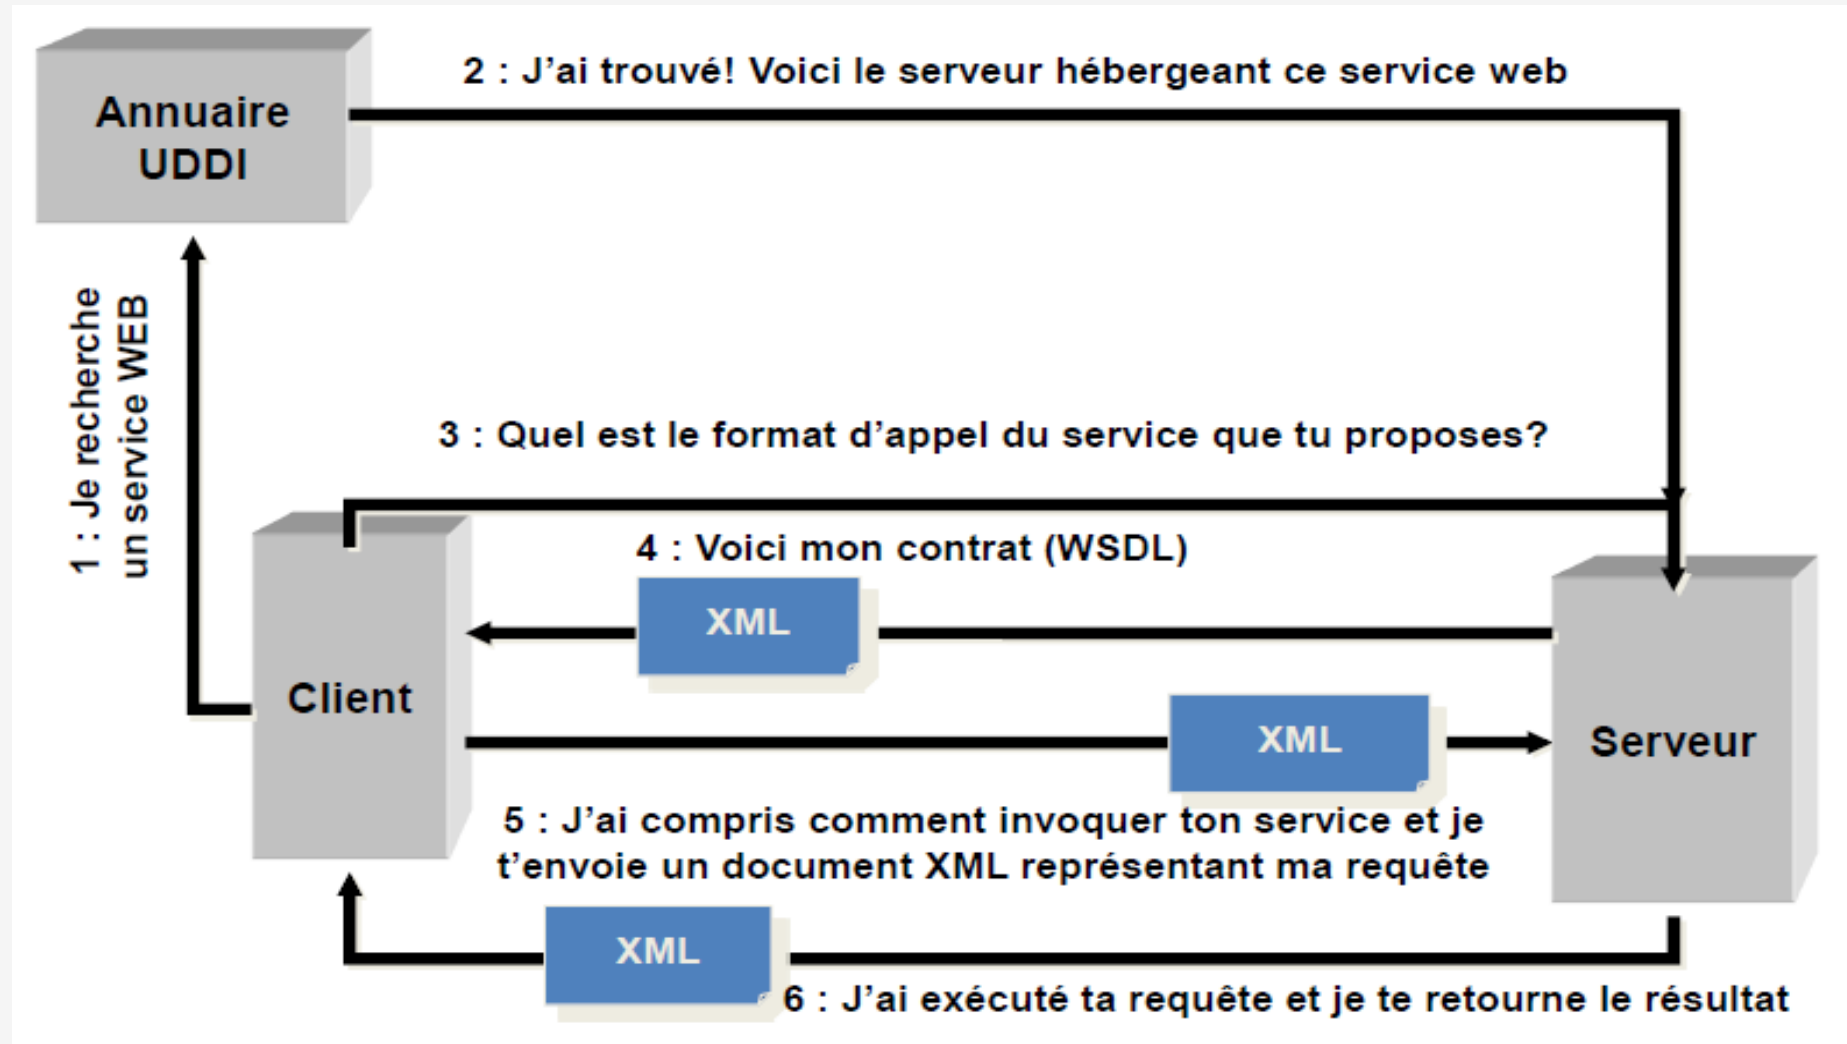 2 : J'ai trouvé! Voici le serveur hébergeant ce service web
Annuaire
UDDI
1 : Je recherche
un service WEB
3 : Quel est le format d'appel du service que tu proposes?
4 : Voici mon contrat (WSDL)
XML
Client
XML
Serveur
5 : J'ai compris comment invoquer ton service et je
t'envoie un document XML représentant ma requête
XML
6 : J'ai exécuté ta requête et je te retourne le résultat